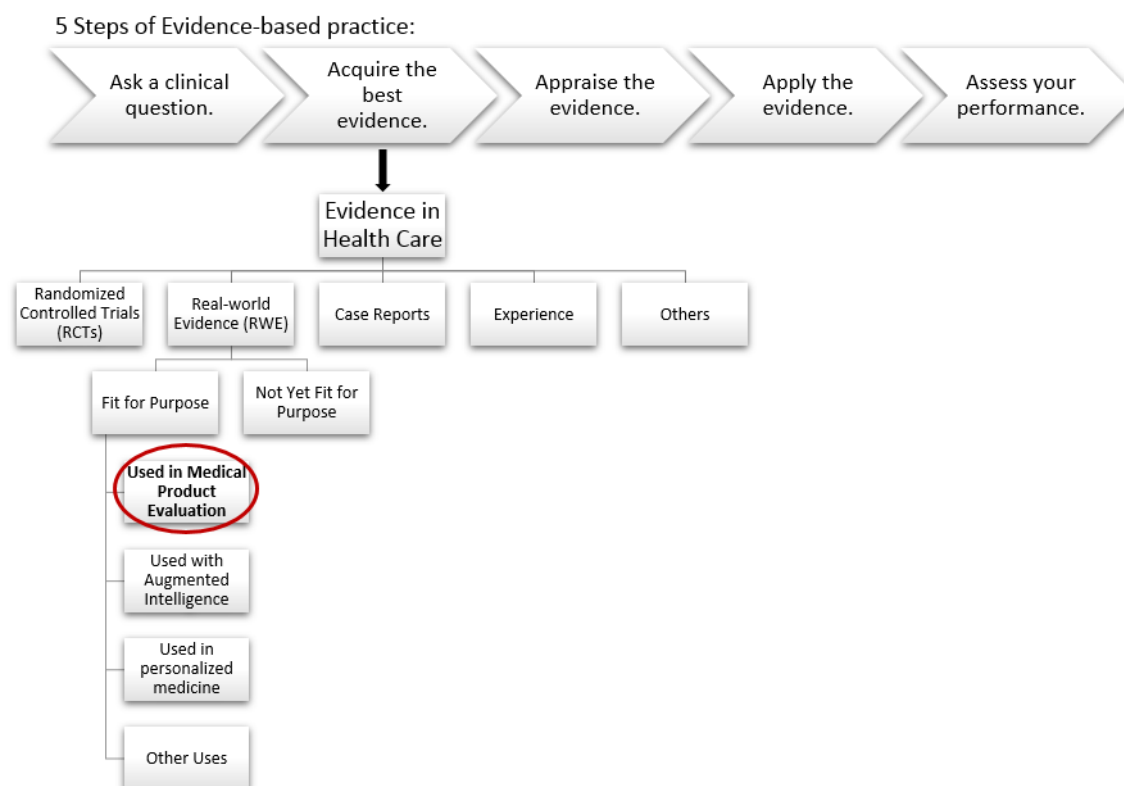 5 Steps of Evidence-based practice:
Ask a clinical
question.
Acquire the
best
evidence.
Appraise the
evidence.
Apply the
evidence.
Assess your
performance.
Evidence in
Health Care
Randomized
Controlled Trials
(RCTs)
Real-world
Evidence (RWE)
Case Reports
Experience
Others
Fit for Purpose
Not Yet Fit for
Purpose
Used in Medical
Product
Evaluation
Used with
Augmented
Intelligence
Used in
personalized
medicine
Other Uses